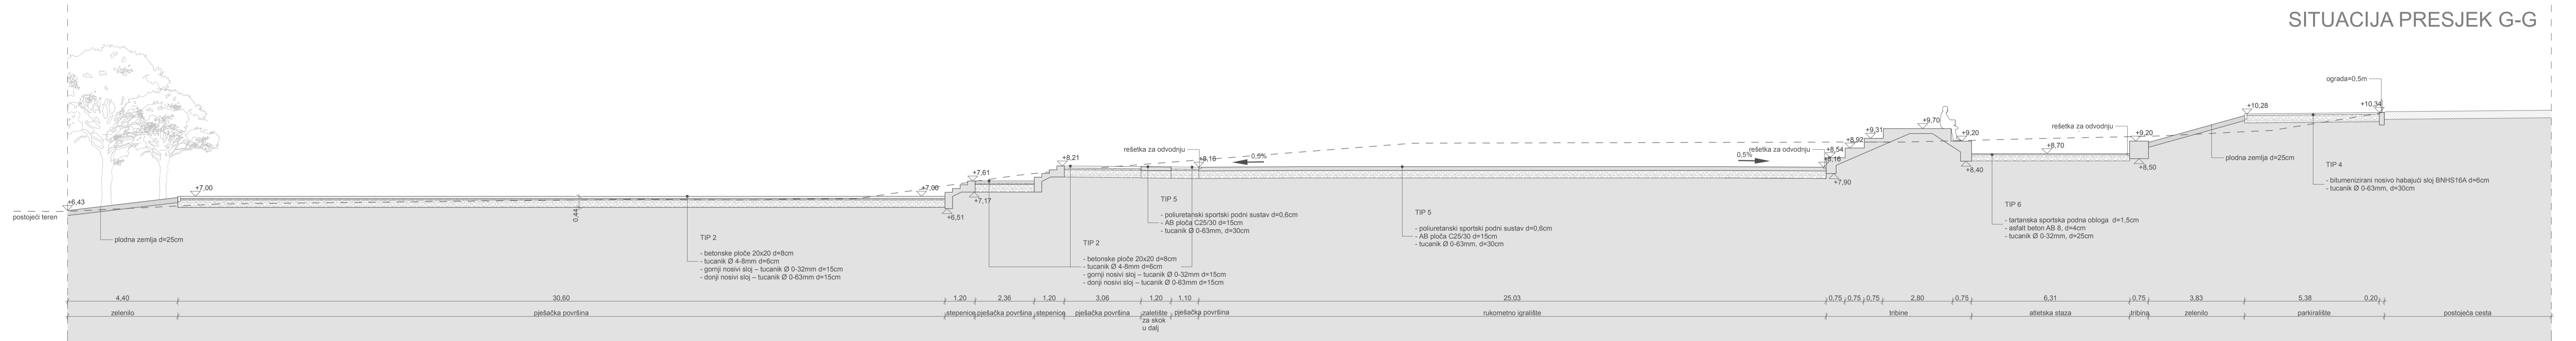 SITUACIJA PRESJEK G-G
ograda=0,5m
+10,28
+10,34
+9,70
+9,31
+8,92
+8,54
+8,16
+7,90
+9,20
+8,40
+8,70
+9,20
+8,50
rešetka za odvodnju
rešetka za odvodnju
rešetka za odvodnju
+8,16
0,5%
0,5%
+8,21
+7,61
+7,17
+7,00
+7,00
+6,51
+6,43
0,44
postojeći teren
plodna zemlja d=25cm
plodna zemlja d=25cm
TIP 2
- betonske ploče 20x20 d=8cm
- tucanik Ø 4-8mm d=6cm
- gornji nosivi sloj – tucanik Ø 0-32mm d=15cm
- donji nosivi sloj – tucanik Ø 0-63mm d=15cm
TIP 2
- betonske ploče 20x20 d=8cm
- tucanik Ø 4-8mm d=6cm
- gornji nosivi sloj – tucanik Ø 0-32mm d=15cm
- donji nosivi sloj – tucanik Ø 0-63mm d=15cm
TIP 5
- poliuretanski sportski podni sustav d=0,6cm
- AB ploča C25/30 d=15cm
- tucanik Ø 0-63mm, d=30cm
TIP 5
- poliuretanski sportski podni sustav d=0,6cm
- AB ploča C25/30 d=15cm
- tucanik Ø 0-63mm, d=30cm
TIP 6
- tartanska sportska podna obloga d=1,5cm
- asfalt beton AB 8, d=4cm
- tucanik Ø 0-32mm, d=25cm
TIP 4
- bitumenizirani nosivo habajući sloj BNHS16A d=6cm
- tucanik Ø 0-63mm, d=30cm
4,40 30,60 1,20 2,36 1,20 3,06 1,20 1,10 25,03 0,75 0,75 0,75 2,80 0,75 6,31 0,75 3,83 5,38 0,20
zelenilo pješačka površina stepenice pješačka površina stepenice pješačka površina zaletište pješačka površina rukometno igralište tribine atletska staza tribina zelenilo parkiralište postojeća cesta
za skok
u dalj